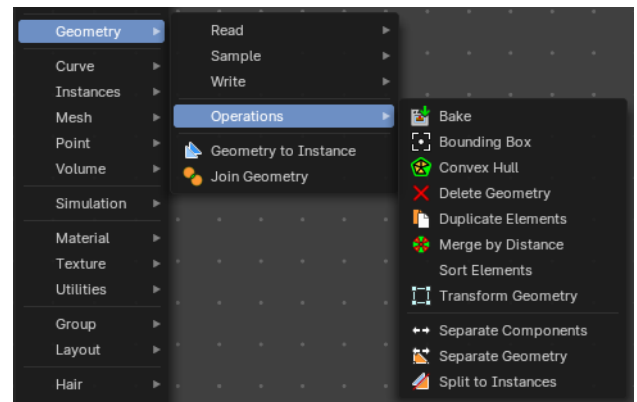 Geometry
Curve
Instances
Mesh
Point
Volume
Simulation
Material
Texture
Utilities
Group
Layout
Hair
Read
Sample
Write
Operations
Geometry to Instance
Join Geometry
Bake
Bounding Box
Convex Hull
Delete Geometry
Duplicate Elements
Merge by Distance
Sort Elements
Transform Geometry
Separate Components
Separate Geometry
Split to Instances